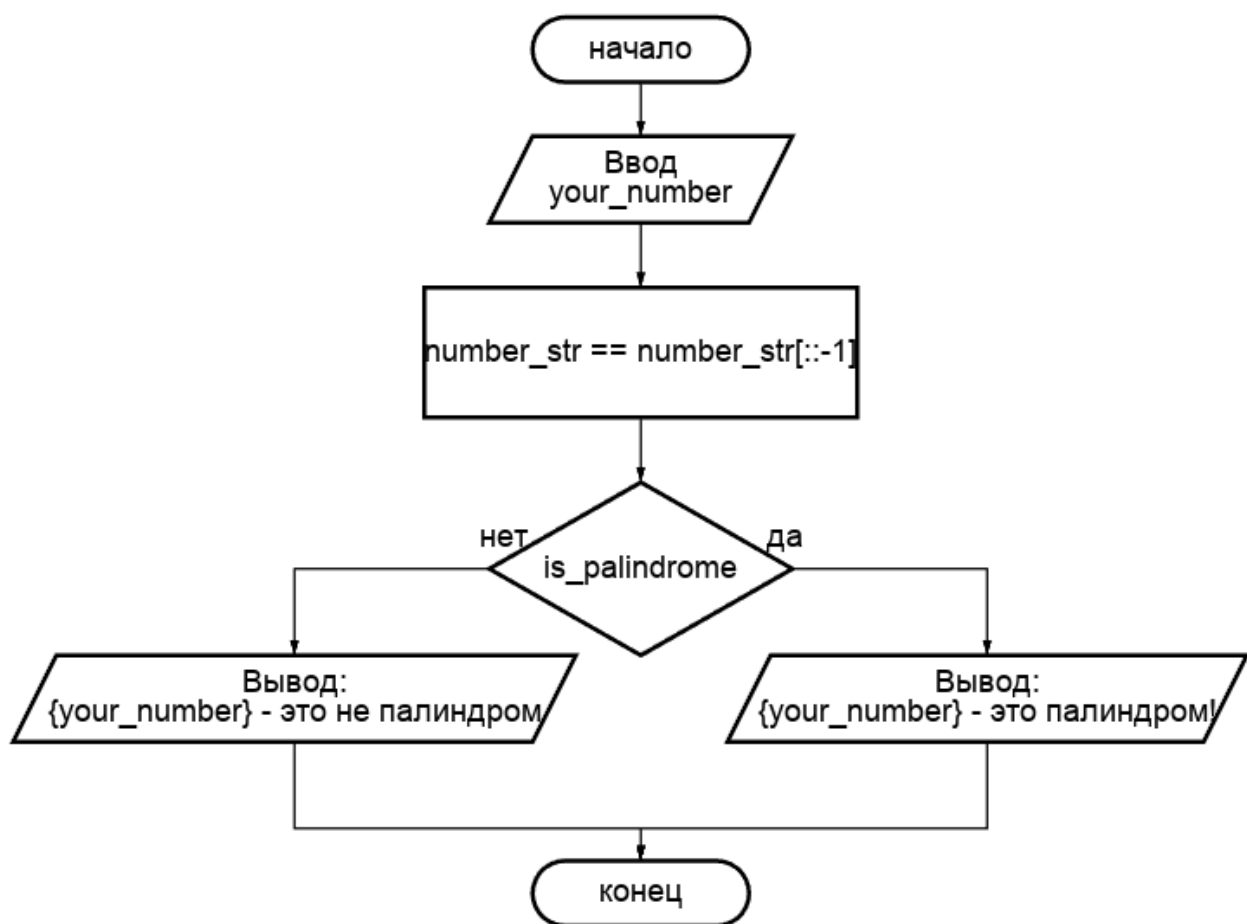 начало
Ввод
your_number
number_str == number_str[::-1]
нет
да
is_palindrome
Вывод:
{your_number} - это не палиндром
Вывод:
{your_number} - это палиндром!
конец